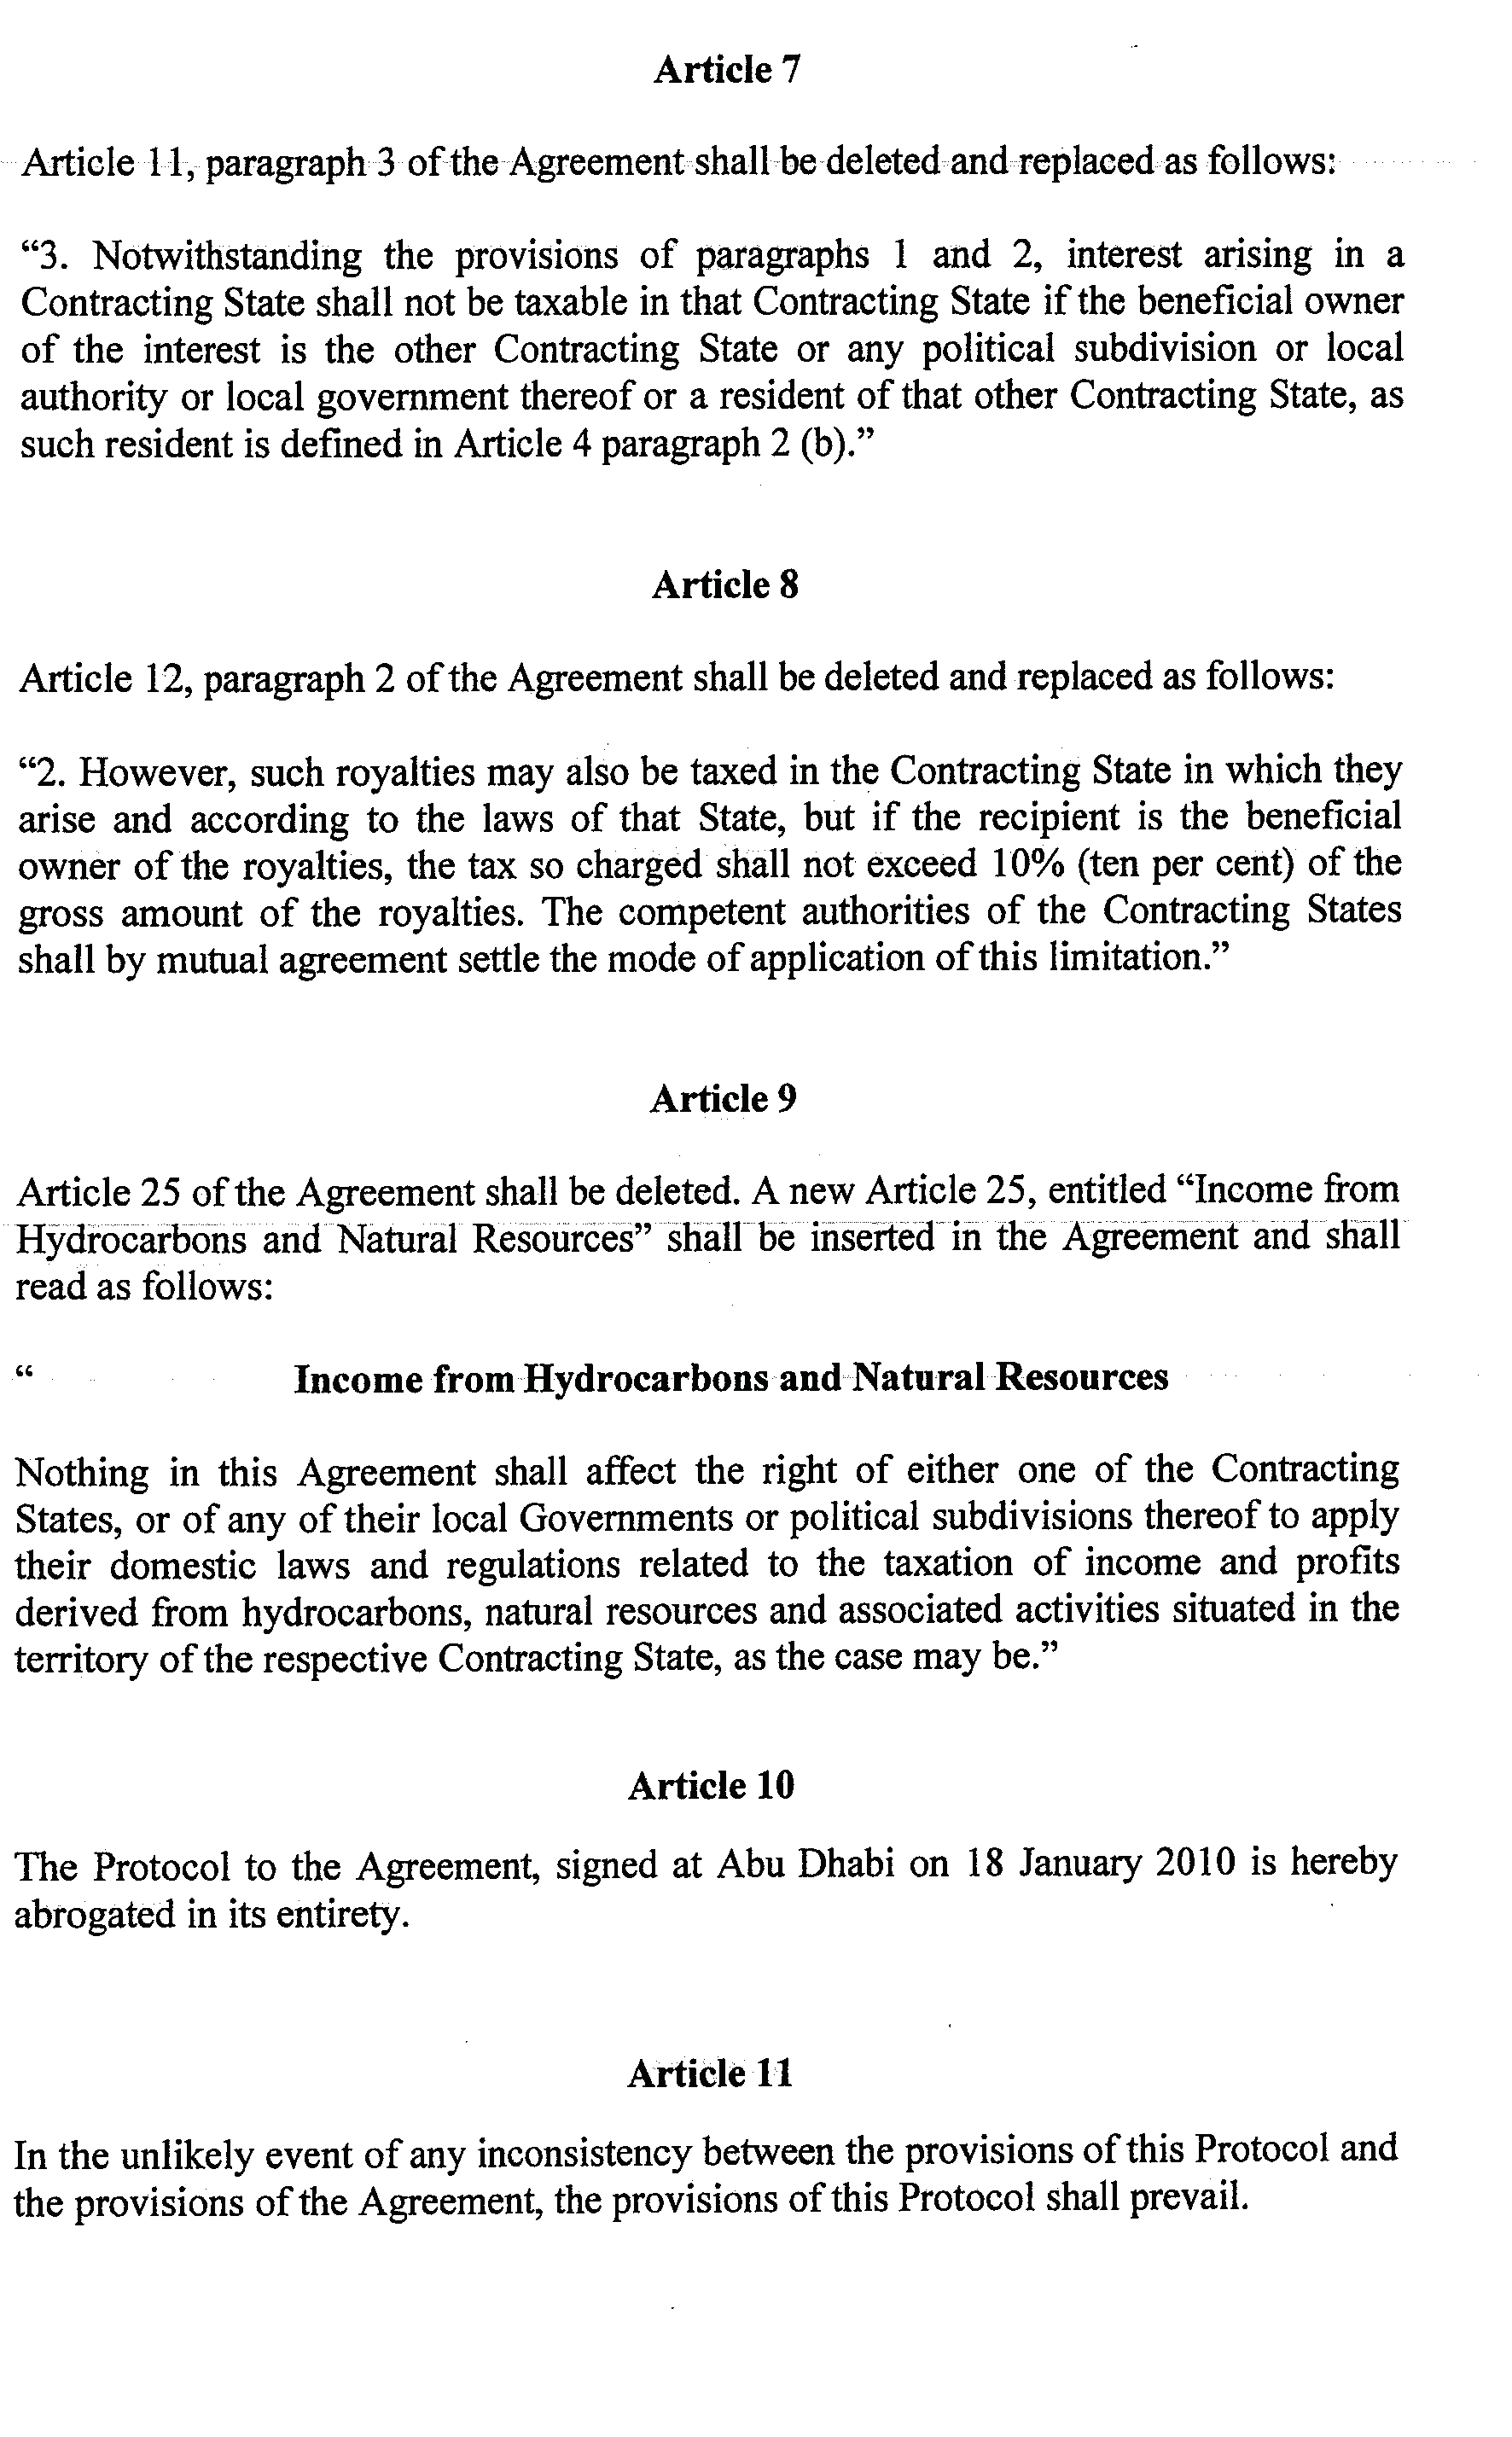 Article 7
Article 11, paragraph 3 of the Agreement shall be deleted and replaced as follows:
“3. Notwithstanding the provisions of paragraphs 1 and 2, interest arising in a
Contracting State shall not be taxable in that Contracting State if the beneficial owner
of the interest is the other Contracting State or any political subdivision or local
authority or local government thereof or a resident of that other Contracting State, as
such resident is defined in Article 4 paragraph 2 (b).”
Article 8
Article 12, paragraph 2 of the Agreement shall be deleted and replaced as follows:
“2. However, such royalties may also be taxed in the Contracting State in which they
arise and according to the laws of that State, but if the recipient is the beneficial
owner of the royalties, the tax so charged shall not exceed 10% (ten per cent) of the
gross amount of the royalties. The competent authorities of the Contracting States
shall by mutual agreement settle the mode of application of this limitation.”
Article 9
Article 25 of the Agreement shall be deleted. A new Article 25, entitled “Income from
Hydrocarbons and Natural Resources” shall be inserted in the Agreement and shall
read as follows:
“ Income from Hydrocarbons and Natural Resources
Nothing in this Agreement shall affect the right of either one of the Contracting
States, or of any of their local Governments or political subdivisions thereof to apply
their domestic laws and regulations related to the taxation of income and profits
derived from hydrocarbons, natural resources and associated activities situated in the
territory of the respective Contracting State, as the case may be.”
Article 10
The Protocol to the Agreement, signed at Abu Dhabi on 18 January 2010 is hereby
abrogated in its entirety.
Article 11
In the unlikely event of any inconsistency between the provisions of this Protocol and
the provisions of the Agreement, the provisions of this Protocol shall prevail.